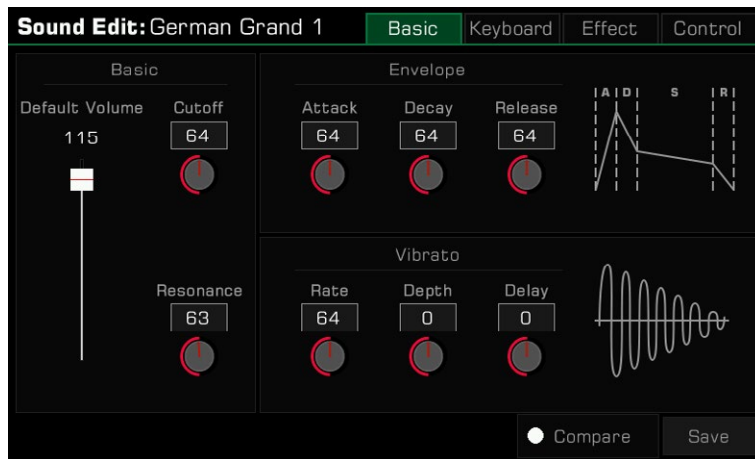 Sound Edit: German Grand 1
Basic
Keyboard
Effect
Control
Basic
Default Volume
115
Cutoff
64
Resonance
63
Envelope
Attack
64
Decay
64
Release
64
|A|D| S |R|
Vibrato
Rate
64
Depth
0
Delay
0
Compare
Save